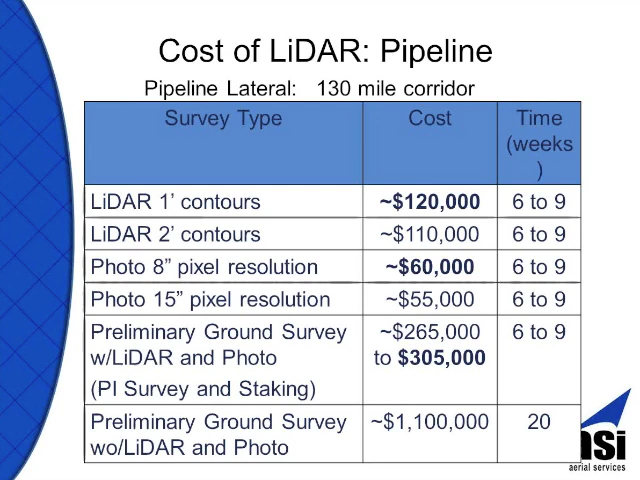 Cost of LiDAR: Pipeline
Pipeline Lateral: 130 mile corridor
Survey Type Cost Time
(weeks
)
LiDAR 1’ contours ~$120,000 6 to 9
LiDAR 2’ contours ~$110,000 6 to 9
Photo 8” pixel resolution ~$60,000 6 to 9
Photo 15” pixel resolution ~$55,000 6 to 9
Preliminary Ground Survey ~$265,000 6 to 9
w/LiDAR and Photo to $305,000
(PI Survey and Staking)
Preliminary Ground Survey ~$1,100,000 20
wo/LiDAR and Photo
aerial services